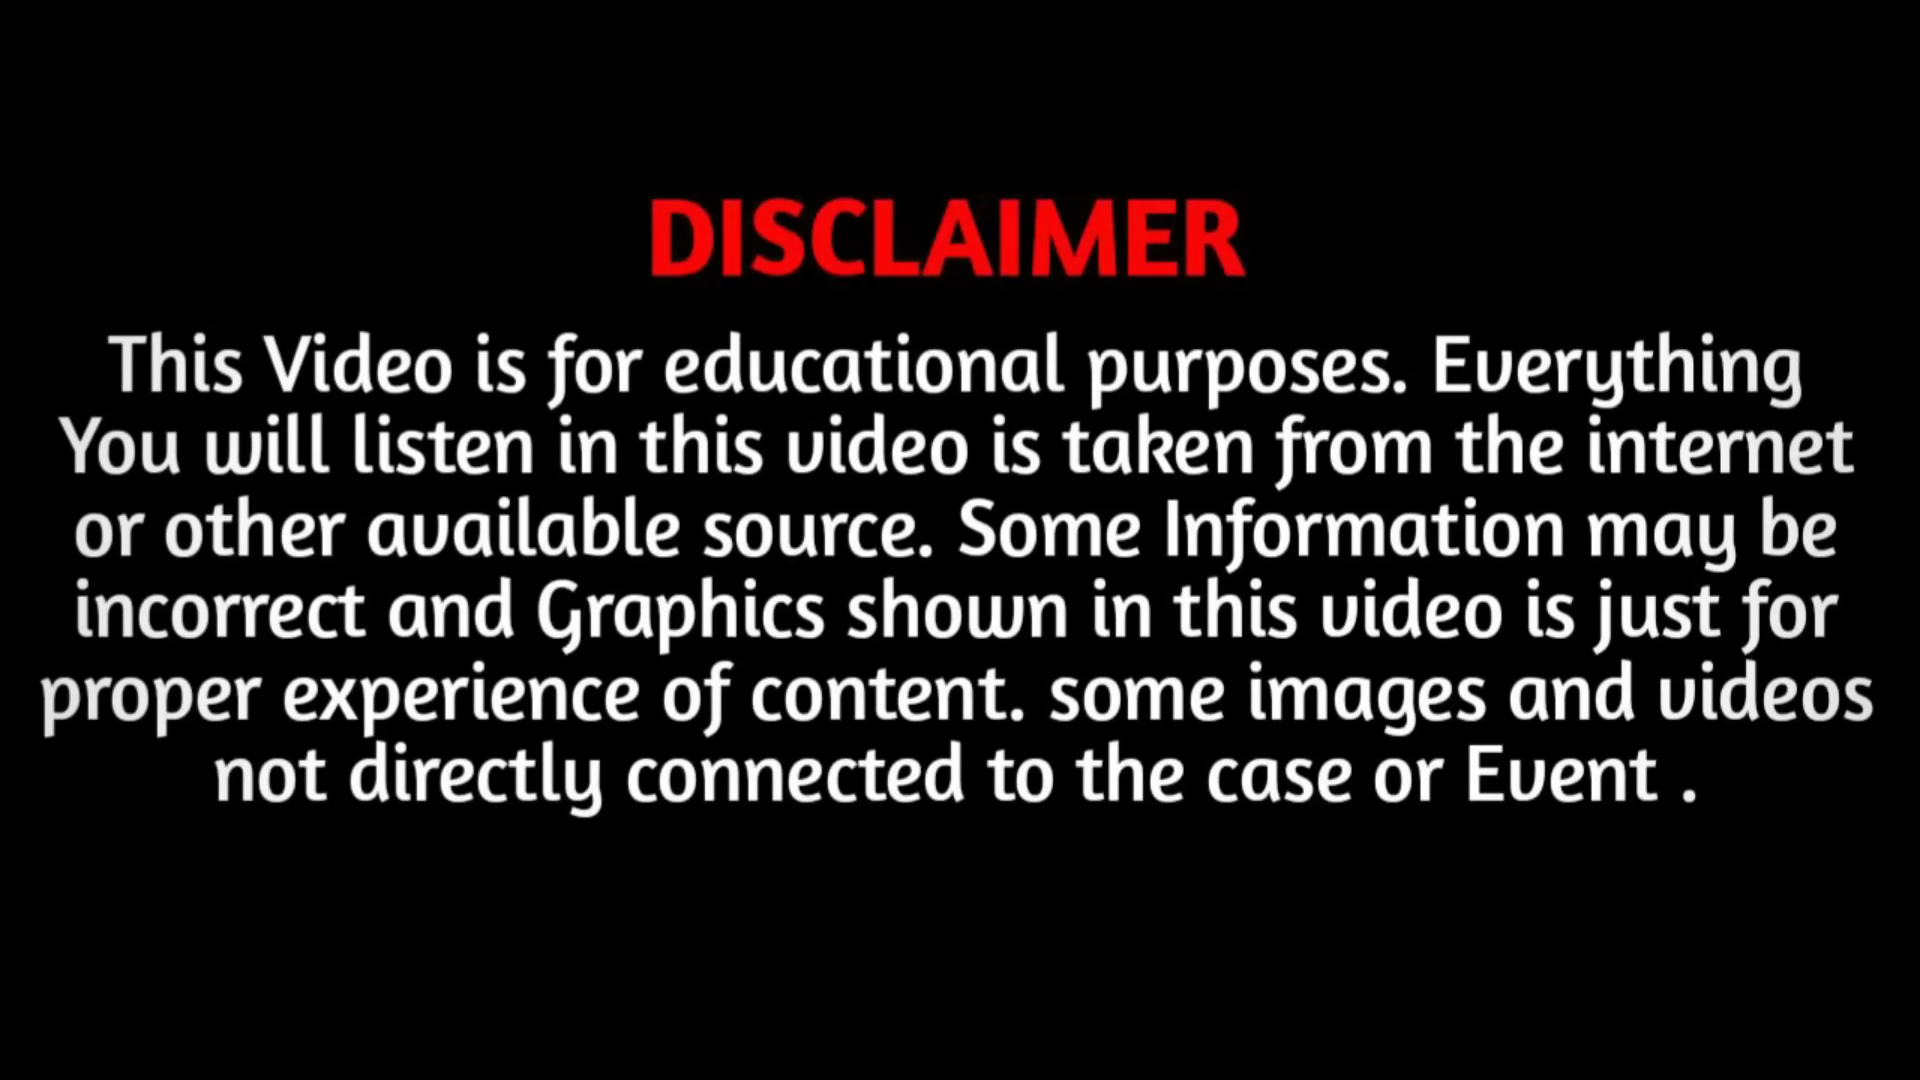 DISCLAIMER
This Video is for educational purposes. Everything
You will listen in this video is taken from the internet
or other available source. Some Information may be
incorrect and Graphics shown in this video is just for
proper experience of content. some images and videos
not directly connected to the case or Event .